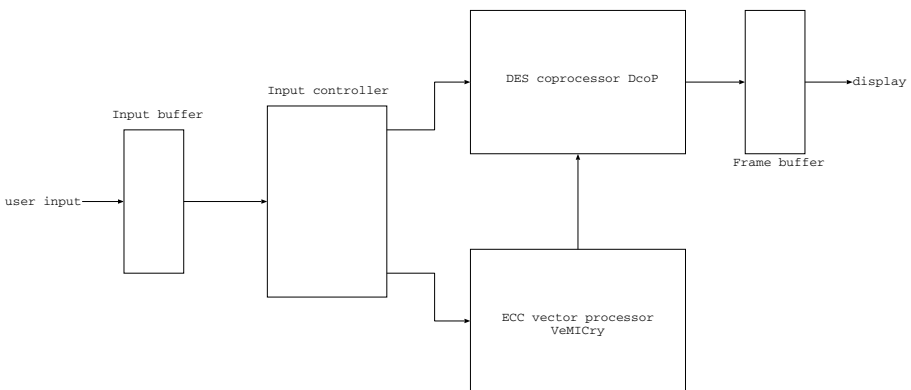 DES coprocessor DcoP
display
Input controller
Input buffer
Frame buffer
user input
ECC vector processor
VeMICry